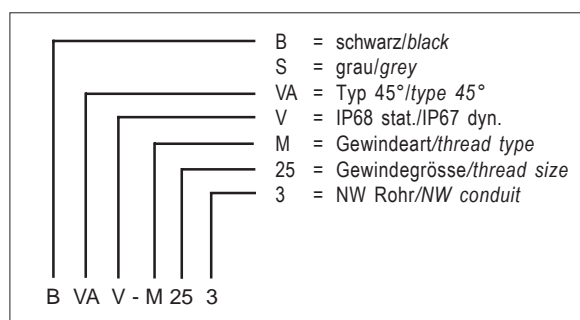 B = schwarz/black
S = grau/grey
VA = Typ 45°/type 45°
V = IP68 stat./IP67 dyn.
M = Gewindeart/thread type
25 = Gewindegrösse/thread size
3 = NW Rohr/NW conduit
B VA V - M 25 3